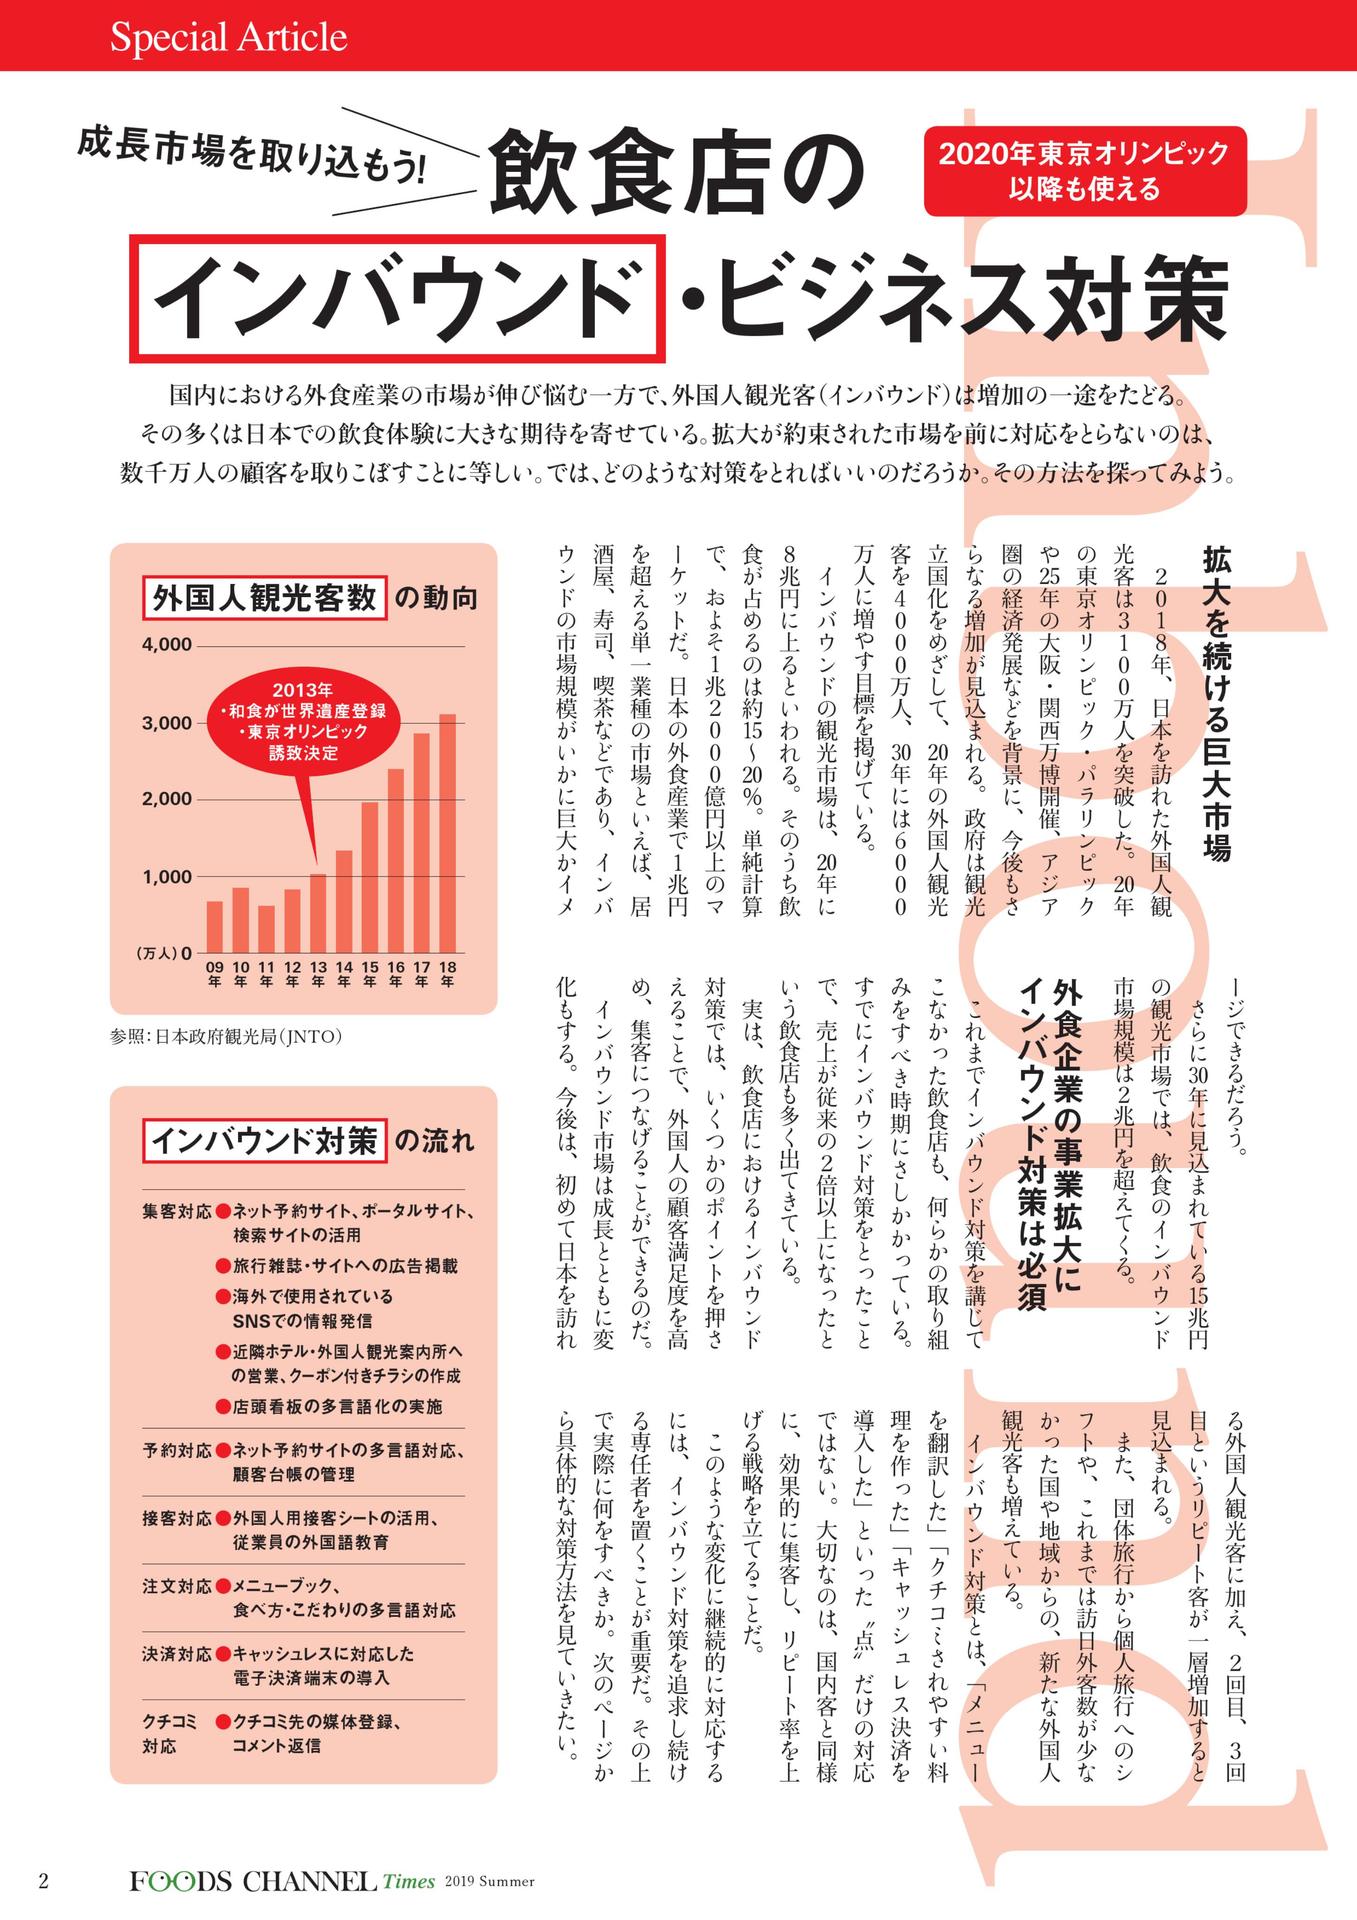 Special Article
成長市場を取り込もう!
飲食店の
2020年東京オリンピック
以降も使える
インバウンド・ビジネス対策
国内における外食産業の市場が伸び悩む一方で、外国人観光客(インバウンド)は増加の一途をたどる。
その多くは日本での飲食体験に大きな期待を寄せている。拡大が約束された市場を前に対応をとらないのは、
数千万人の顧客を取りこぼすことに等しい。では、どのような対策をとればいいのだろうか。その方法を探ってみよう。
Inbound
拡大を続ける巨大市場
2018年、日本を訪れた外国人観
光客は3100万人を突破した。20年
の東京オリンピック・パラリンピック
や25年の大阪・関西万博開催、アジア
圏の経済発展などを背景に、今後もさ
らなる増加が見込まれる。政府は観光
立国化をめざして、20年の外国人観光
客を4000万人、30年には6000
万人に増やす目標を掲げている。
インバウンドの観光市場は、20年に
8兆円に上るといわれる。そのうち飲
食が占めるのは約15〜20%。単純計算
で、およそ1兆2000億円以上のマ
ーケットだ。日本の外食産業で1兆円
を超える単一業種の市場といえば、居
酒屋、寿司、喫茶などであり、インバ
ウンドの市場規模がいかに巨大かイメ
ージできるだろう。
さらに30年に見込まれている15兆円
の観光市場では、飲食のインバウンド
市場規模は2兆円を超えてくる。
外食企業の事業拡大に
インバウンド対策は必須
これまでインバウンド対策を講じて
こなかった飲食店も、何らかの取り組
みをすべき時期にさしかかっている。
すでにインバウンド対策をとったこと
で、売上が従来の2倍以上になったと
いう飲食店も多く出てきている。
実は、飲食店におけるインバウンド
対策では、いくつかのポイントを押さ
えることで、外国人の顧客満足度を高
め、集客につなげることができるのだ。
インバウンド市場は成長とともに変
化もする。今後は、初めて日本を訪れ
る外国人観光客に加え、2回目、3回
目というリピート客が一層増加すると
見込まれる。
また、団体旅行から個人旅行へのシ
フトや、これまでは訪日外客数が少な
かった国や地域からの、新たな外国人
観光客も増えている。
インバウンド対策とは、「メニュー
を翻訳した」「クチコミされやすい料
理を作った」「キャッシュレス決済を
導入した」といった〝点〟だけの対応
ではない。大切なのは、国内客と同様
に、効果的に集客し、リピート率を上
げる戦略を立てることだ。
このような変化に継続的に対応する
には、インバウンド対策を追求し続け
る専任者を置くことが重要だ。その上
で実際に何をすべきか。次のページか
ら具体的な対策方法を見ていきたい。
外国人観光客数の動向
4,000
3,000
2,000
1,000
(万人)0
2013年
・和食が世界遺産登録
・東京オリンピック
誘致決定
09年 10年 11年 12年 13年 14年 15年 16年 17年 18年
参照:日本政府観光局(JNTO)
インバウンド対策の流れ
集客対応●ネット予約サイト、ポータルサイト、
検索サイトの活用
●旅行雑誌・サイトへの広告掲載
●海外で使用されている
SNSでの情報発信
●近隣ホテル・外国人観光案内所へ
の営業、クーポン付きチラシの作成
●店頭看板の多言語化の実施
予約対応●ネット予約サイトの多言語対応、
顧客台帳の管理
接客対応●外国人用接客シートの活用、
従業員の外国語教育
注文対応●メニューブック、
食べ方・こだわりの多言語対応
決済対応●キャッシュレスに対応した
電子決済端末の導入
クチコミ ●クチコミ先の媒体登録、
対応 コメント返信
2
FOODS CHANNEL Times 2019 Summer